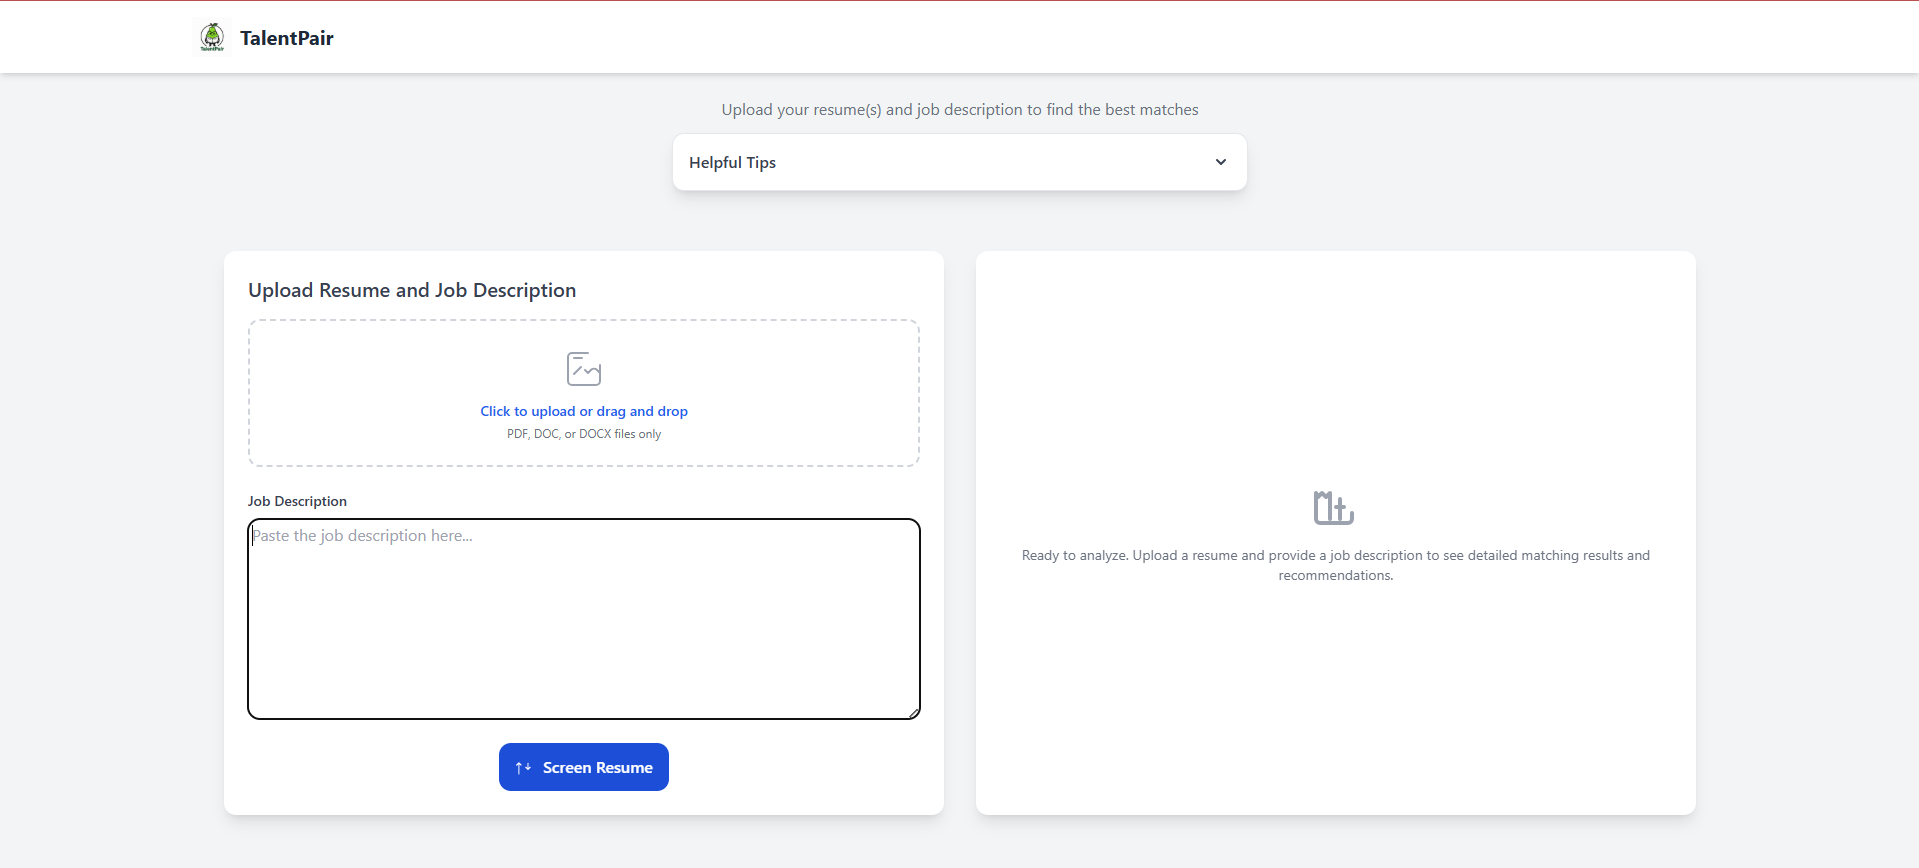 TalentPair
TalentPair
Upload your resume(s) and job description to find the best matches
Helpful Tips
Upload Resume and Job Description
Click to upload or drag and drop
PDF, DOC, or DOCX files only
Job Description
Paste the job description here...
Screen Resume
Ready to analyze. Upload a resume and provide a job description to see detailed matching results and
recommendations.